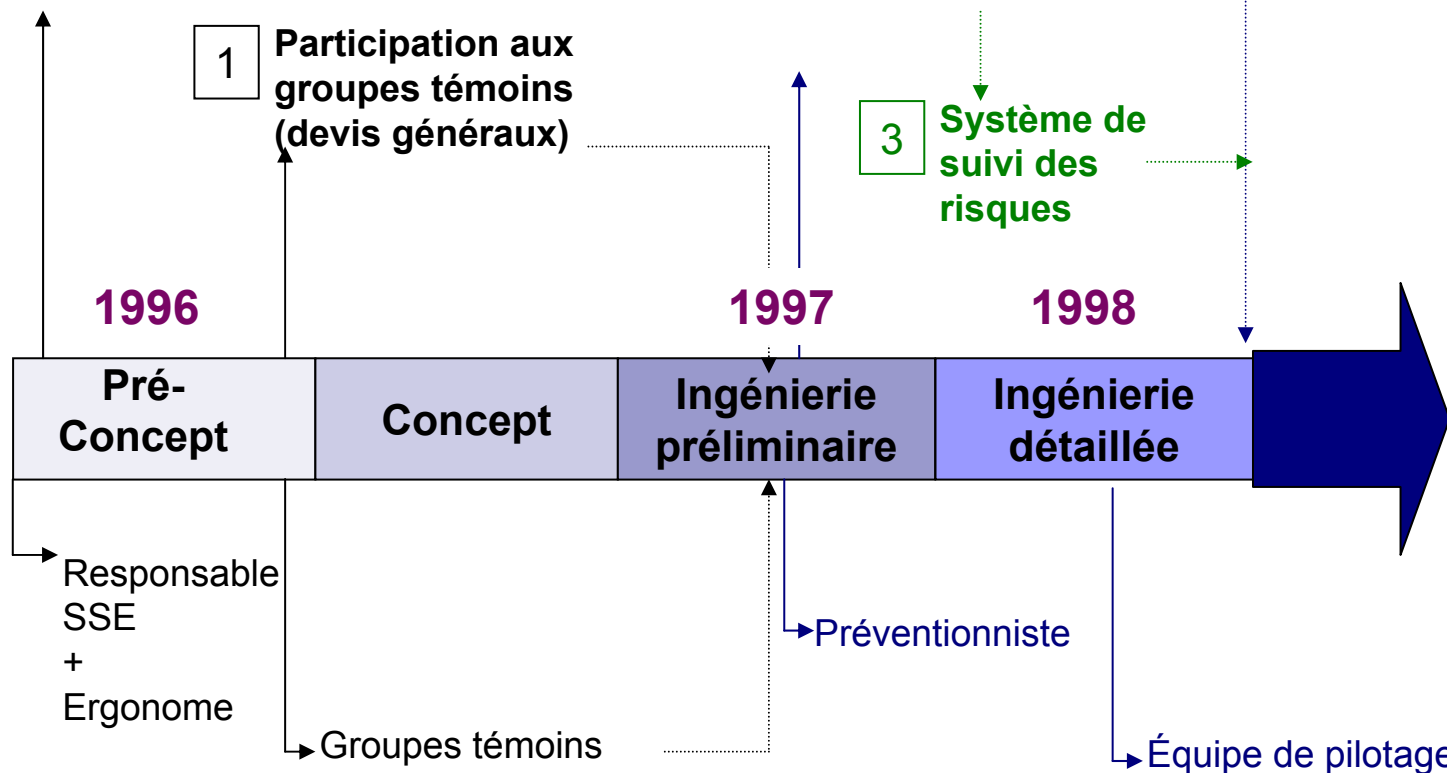 1
Participation aux
groupes témoins
(devis généraux)
3
Système de
suivi des
risques
1996
1997
1998
Pré-
Concept
Concept
Ingénierie
préliminaire
Ingénierie
détaillée
Responsable
SSE
+
Ergonome
Préventionniste
Groupes témoins
Équipe de pilotage